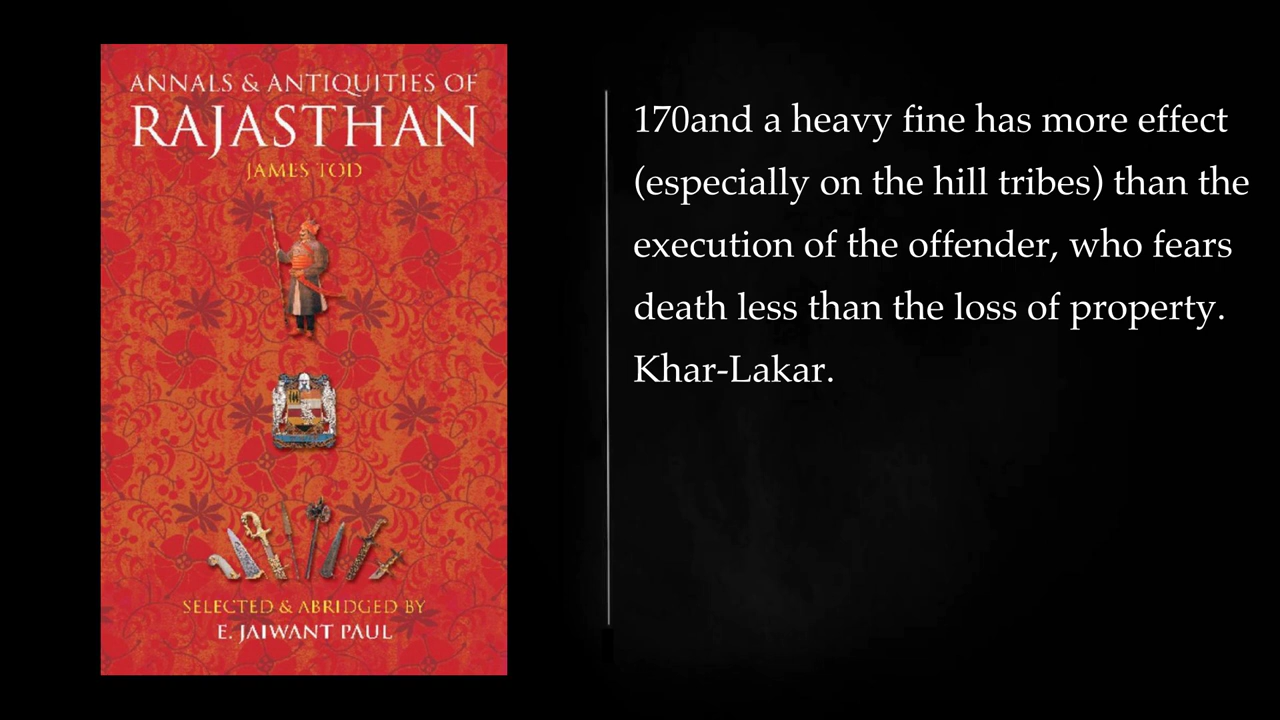 ANNALS & ANTIQUITIES OF
RAJASTHAN
JAMES TOD
SELECTED & ABRIDGED BY
E. JAIWANT PAUL
170and a heavy fine has more effect
(especially on the hill tribes) than the
execution of the offender, who fears
death less than the loss of property.
Khar-Lakar.